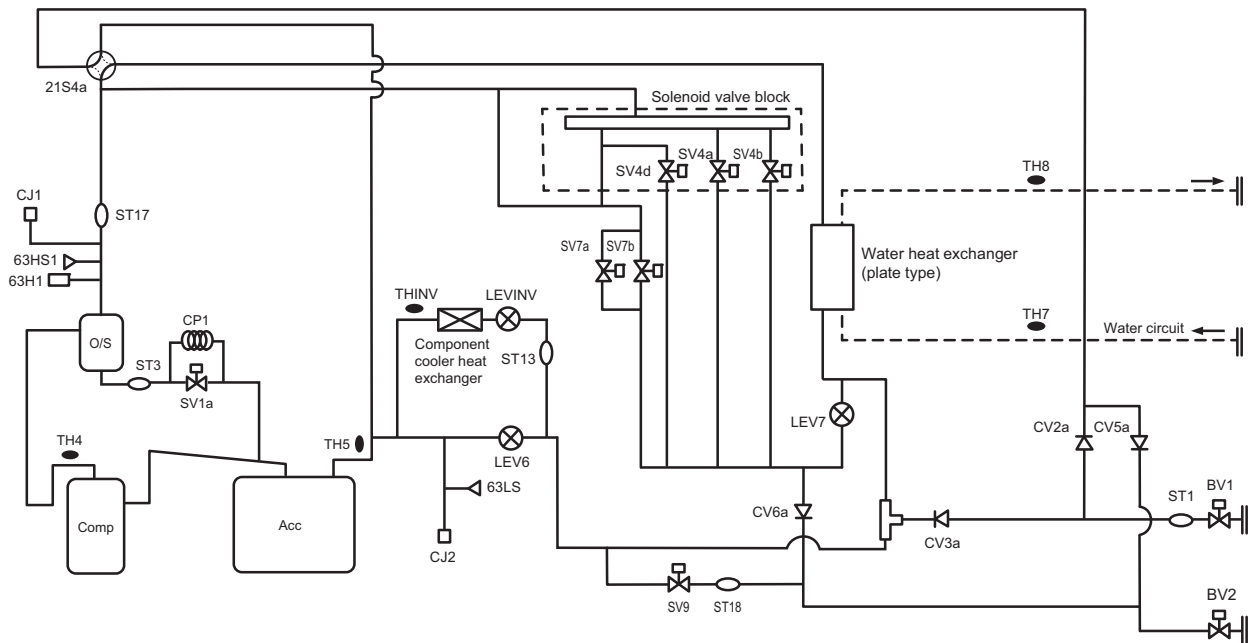 21S4a
Solenoid valve block
SV4d
SV4a
SV4b
TH8
CJ1
ST17
63HS1
63H1
SV7a
SV7b
Water heat exchanger
(plate type)
THINV
LEVINV
TH7
Water circuit
CP1
O/S
ST3
Component
cooler heat
exchanger
ST13
SV1a
LEV7
CV2a
CV5a
TH4
TH5
LEV6
63LS
ST1
BV1
Comp
Acc
CV6a
CV3a
CJ2
SV9
ST18
BV2